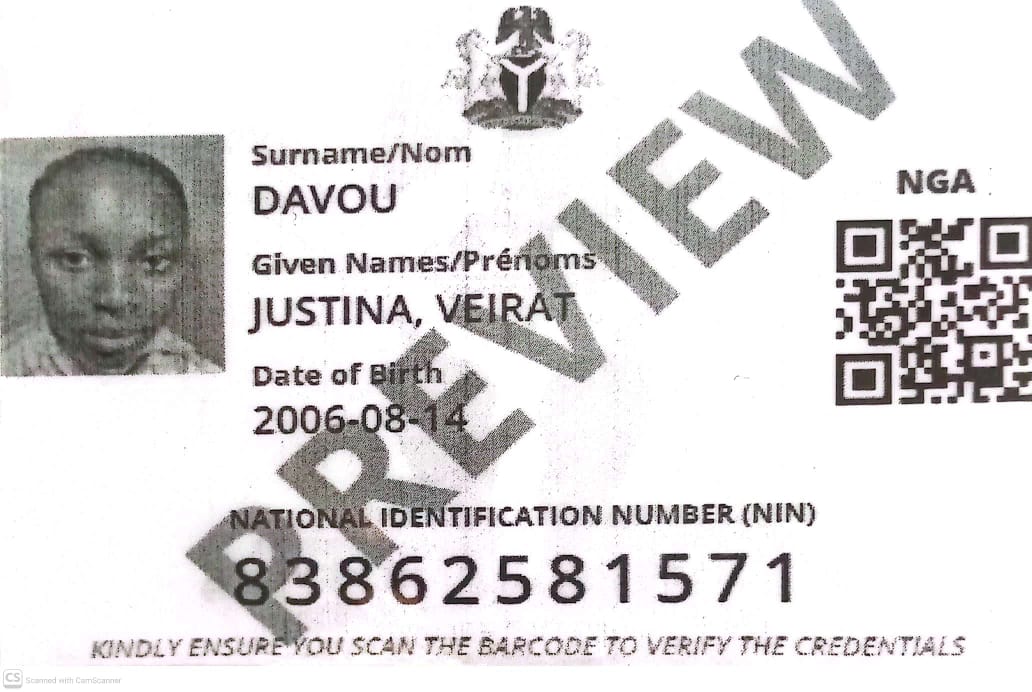 Surname/Nom
DAVOU
Given Names/Prénoms
JUSTINA, VEIRAT
Date of Birth
2006-08-14
NGA
NATIONAL IDENTIFICATION NUMBER (NIN)
83862581571
KINDLY ENSURE YOU SCAN THE BARCODE TO VERIFY THE CREDENTIALS
PREVIEW
CS Scanned with CamScanner